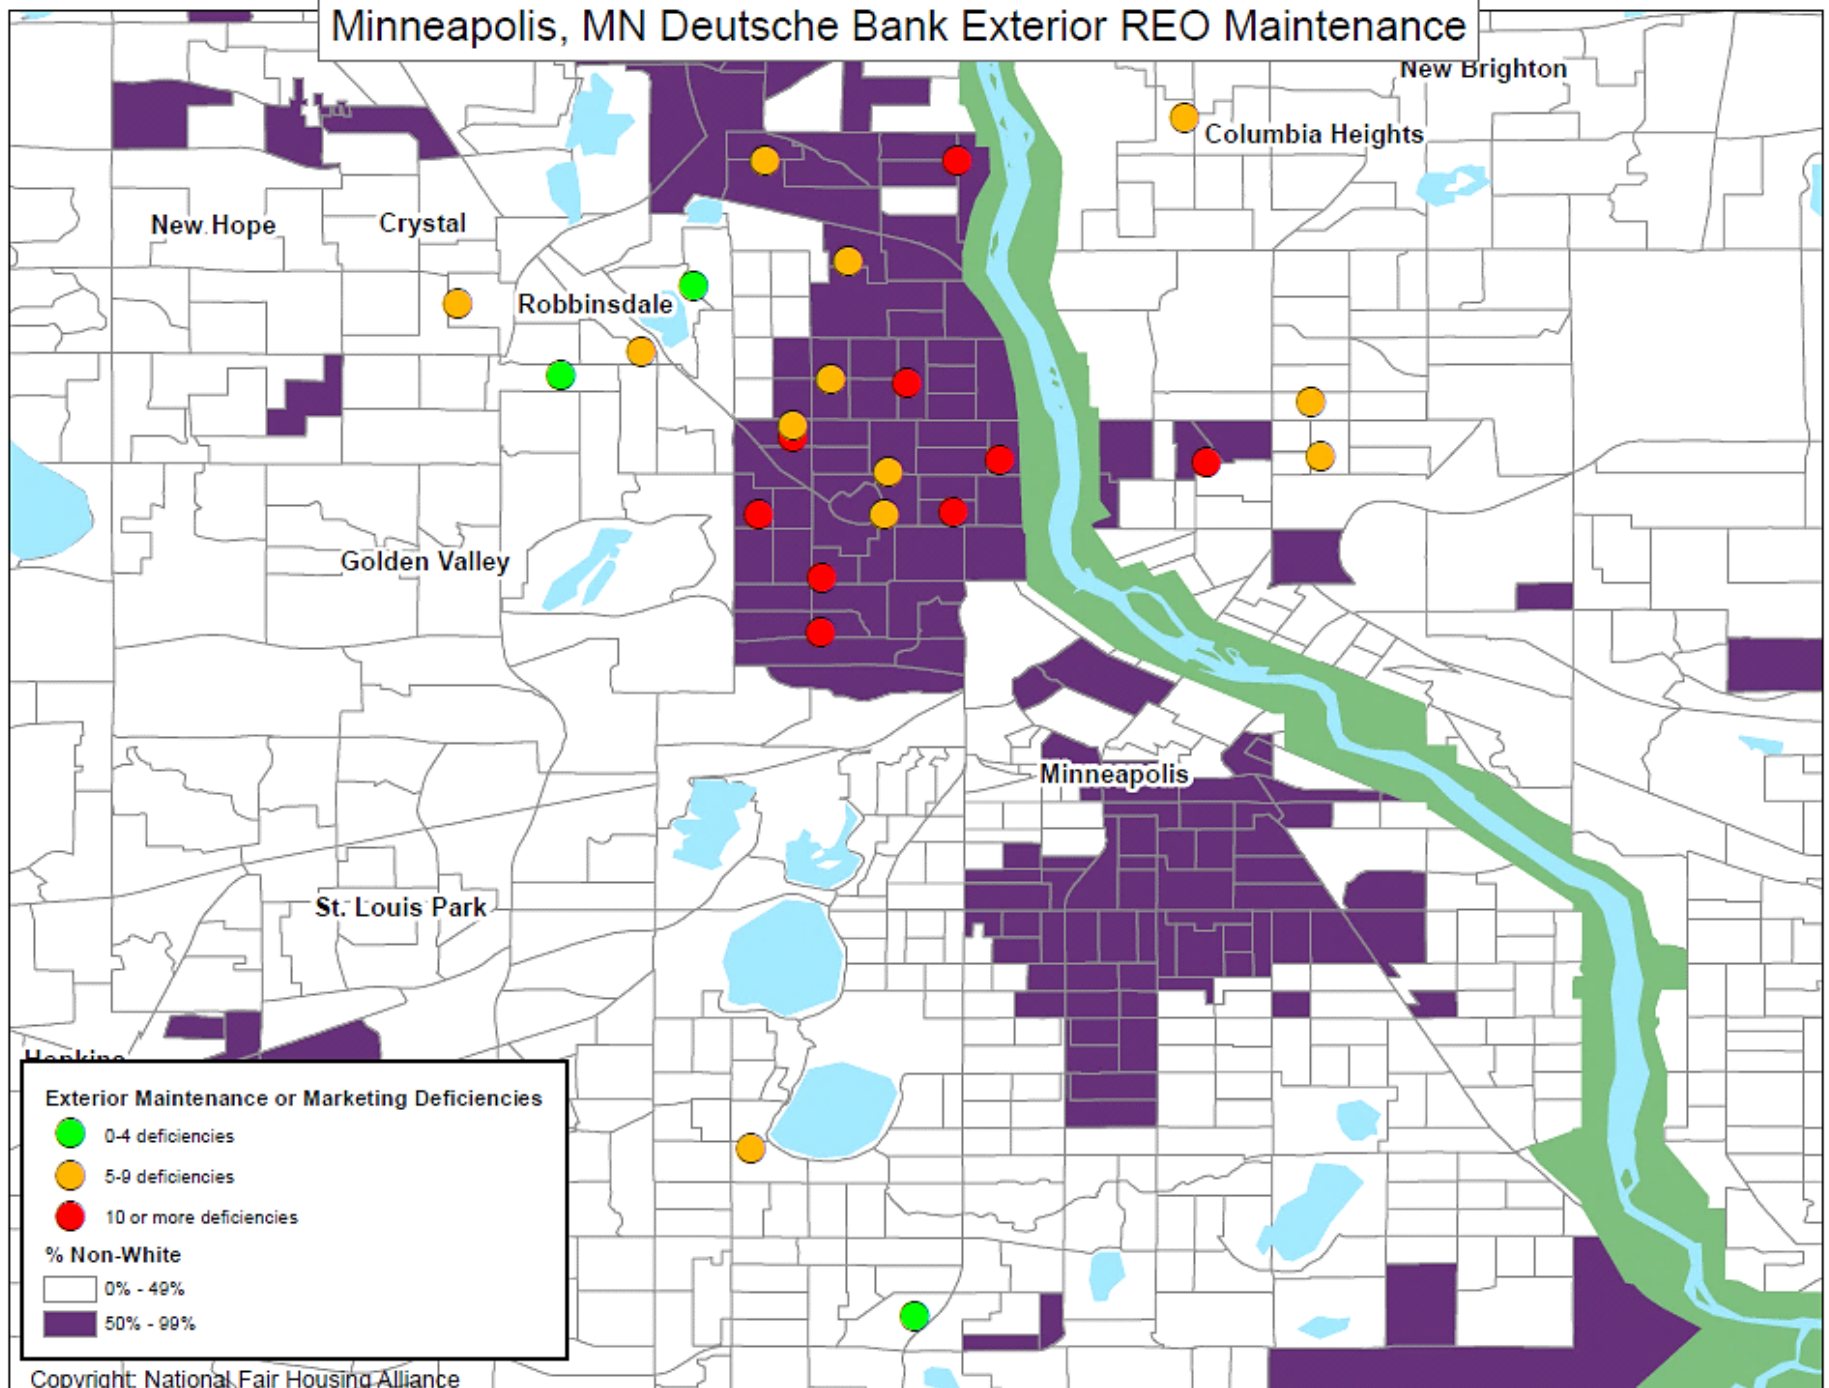 Minneapolis, MN Deutsche Bank Exterior REO Maintenance
New Brighton
Columbia Heights
New Hope
Crystal
Robbinsdale
Golden Valley
Minneapolis
St. Louis Park
Hopkins
Exterior Maintenance or Marketing Deficiencies
0-4 deficiencies
5-9 deficiencies
10 or more deficiencies
% Non-White
0% - 49%
50% - 99%
Copyright: National Fair Housing Alliance